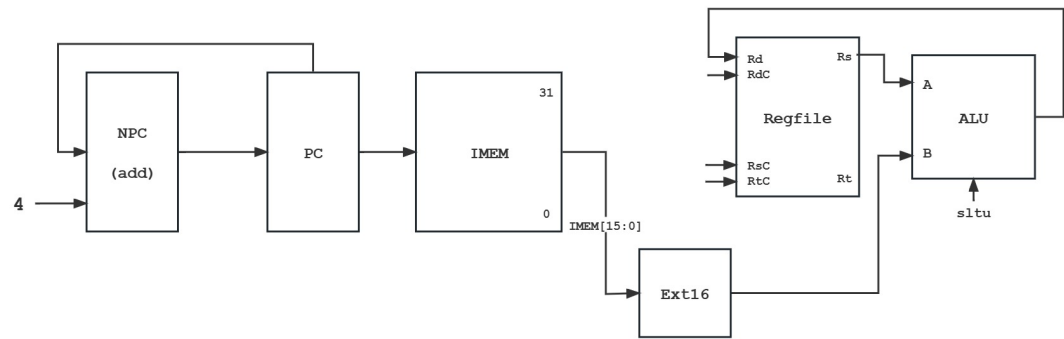 NPC
(add)
4
PC
IMEM
31
0
IMEM[15:0]
Ext16
Rd
RdC
Rs
Regfile
RsC
RtC
Rt
A
ALU
B
sltu